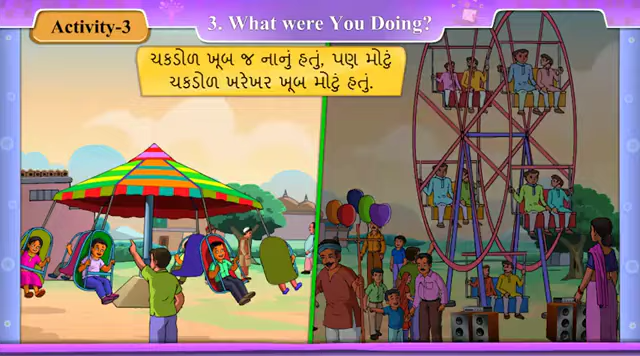 Activity-3
3. What were You Doing?
ચકડોળ ખૂબ જ નાનું હતું, પણ મોટું
ચકડોળ ખરેખર ખૂબ મોટું હતું.